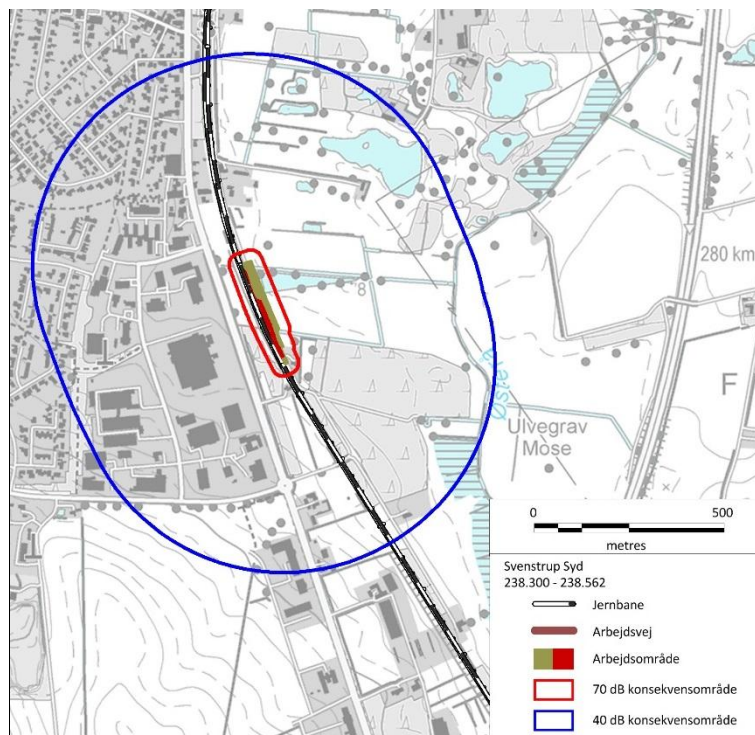 280 km
8
Ulvegrav
Mose
F
0 500
metres
Svenstrup Syd
238.300 - 238.562
Jernbane
Arbejdsvej
Arbejdsområde
70 dB konsekvensområde
40 dB konsekvensområde